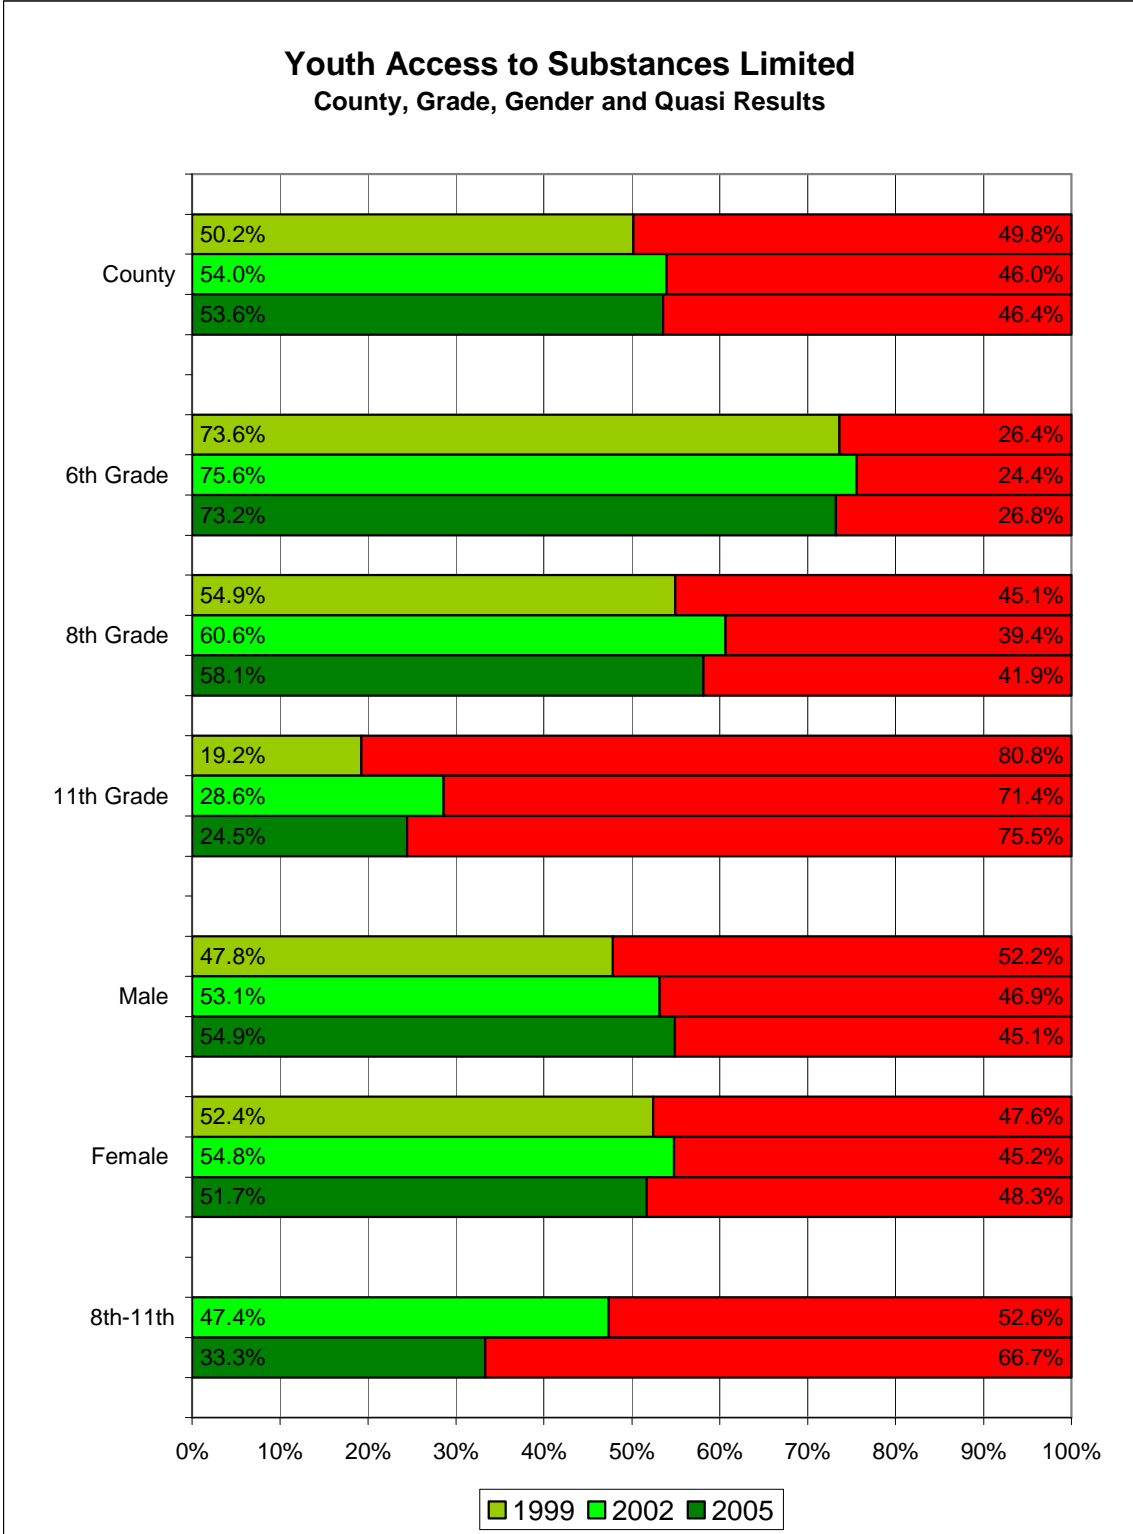 Youth Access to Substances Limited
County, Grade, Gender and Quasi Results
50.2% 49.8%
County 54.0% 46.0%
53.6% 46.4%
73.6% 26.4%
6th Grade 75.6% 24.4%
73.2% 26.8%
54.9% 45.1%
8th Grade 60.6% 39.4%
58.1% 41.9%
19.2% 80.8%
11th Grade 28.6% 71.4%
24.5% 75.5%
47.8% 52.2%
Male 53.1% 46.9%
54.9% 45.1%
52.4% 47.6%
Female 54.8% 45.2%
51.7% 48.3%
8th-11th 47.4% 52.6%
33.3% 66.7%
0% 10% 20% 30% 40% 50% 60% 70% 80% 90% 100%
1999 2002 2005